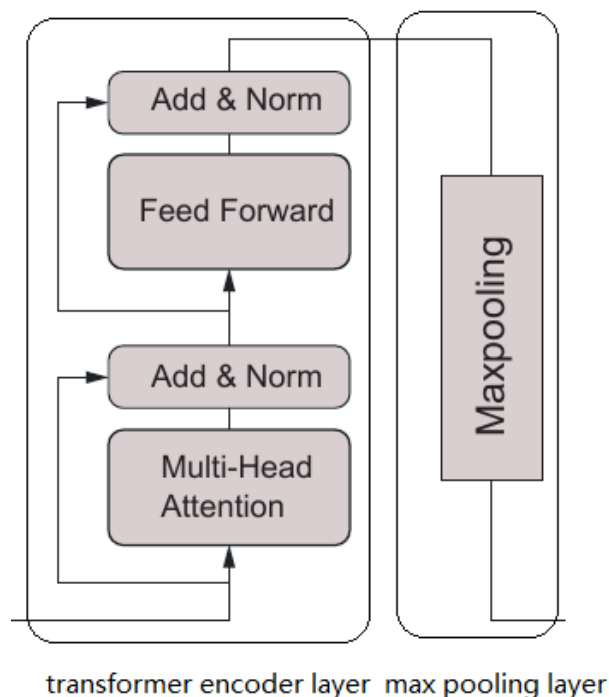 Add & Norm
Feed Forward
Add & Norm
Multi-Head
Attention
Maxpooling
transformer encoder layer
max pooling layer